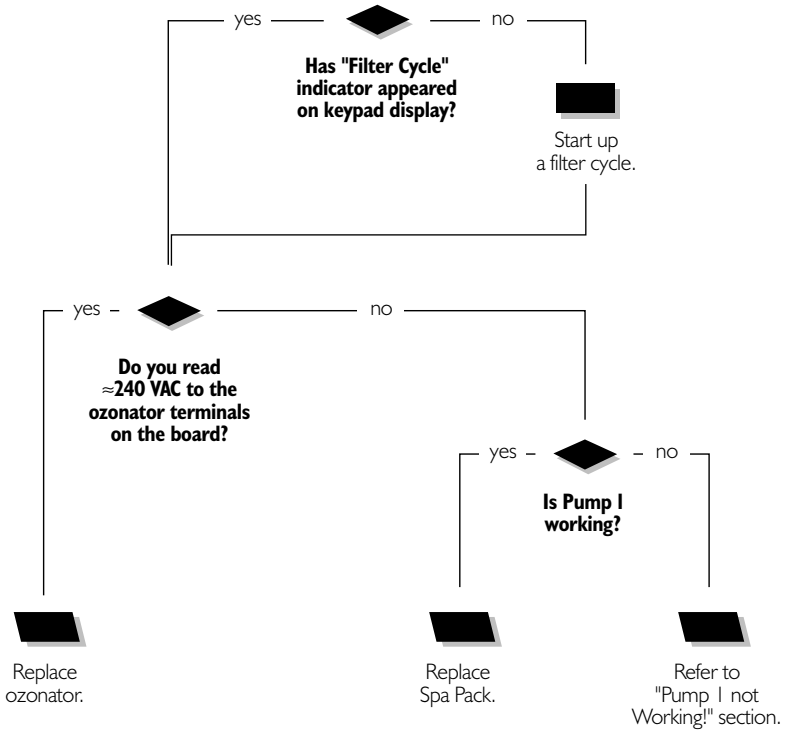 yes
no
Has "Filter Cycle"
indicator appeared
on keypad display?
Start up
a filter cycle.
yes
no
Do you read
≈240 VAC to the
ozonator terminals
on the board?
yes
no
Is Pump 1
working?
Replace
ozonator.
Replace
Spa Pack.
Refer to
"Pump 1 not
Working!" section.